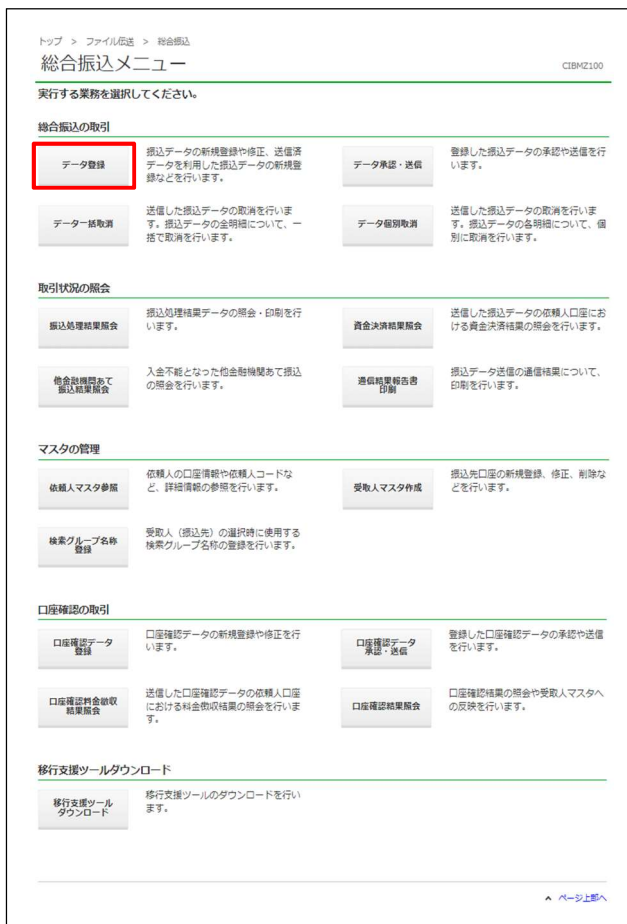 トップ > ファイル伝送 > 総合振込
総合振込メニュー
CIBMZ100
実行する業務を選択してください。
総合振込の取引
データ登録
振込データの新規登録や修正、送信済
データを利用した振込データの新規登
録などを行います。
データ承認・送信
登録した振込データの承認や送信を行
います。
データ一括取消
送信した振込データの取消を行いま
す。振込データの全明細について、一
括で取消を行います。
データ個別取消
送信した振込データの取消を行いま
す。振込データの各明細について、個
別に取消を行います。
取引状況の照会
振込処理結果照会
振込処理結果データの照会・印刷を行
います。
資金決済結果照会
送信した振込データの依頼人口座にお
ける資金決済結果の照会を行います。
他金融機関あて
振込結果照会
入金不能となった他金融機関あて振込
の照会を行います。
通信結果報告書
印刷
振込データ送信の通信結果について、
印刷を行います。
マスタの管理
依頼人マスタ参照
依頼人の口座情報や依頼人コードな
ど、詳細情報の参照を行います。
受取人マスタ作成
振込先口座の新規登録、修正、削除な
どを行います。
検索グループ名称
登録
受取人（振込先）の選択時に使用する
検索グループ名称の登録を行います。
口座確認の取引
口座確認データ
登録
口座確認データの新規登録や修正を行
います。
口座確認データ
承認・送信
登録した口座確認データの承認や送信
を行います。
口座確認料金徴収
結果照会
送信した口座確認データの依頼人口座
における料金徴収結果の照会を行いま
す。
口座確認結果照会
口座確認結果の照会や受取人マスタへ
の反映を行います。
移行支援ツールダウンロード
移行支援ツール
ダウンロード
移行支援ツールのダウンロードを行い
ます。
ページ上部へ